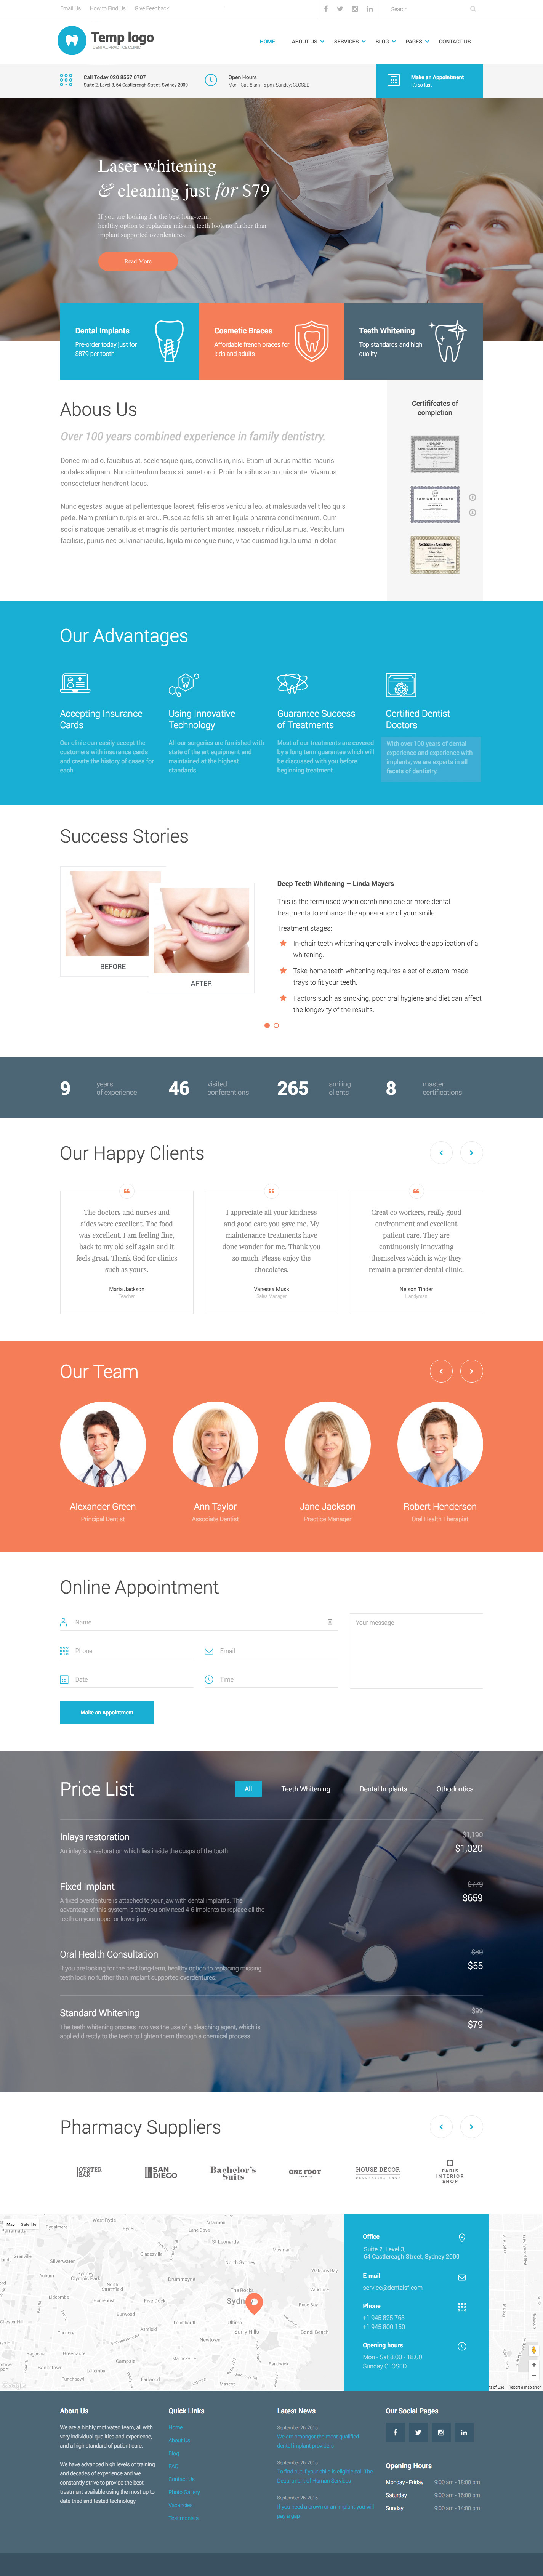 Email Us How to Find Us Give Feedback
Search
Temp logo
DENTAL PRACTICE CLINIC
HOME ABOUT US SERVICES BLOG PAGES CONTACT US
Call Today 020 8567 0707
Suite 2, Level 3, 64 Castlereagh Street, Sydney 2000
Open Hours
Mon - Sat: 8 am - 5 pm, Sunday: CLOSED
Make an Appointment
It's so fast
Laser whitening
& cleaning just for $79
If you are looking for the best long-term,
healthy option to replacing missing teeth look no further than
implant supported overdentures.
Read More
Dental Implants
Pre-order today just for
$879 per tooth
Cosmetic Braces
Affordable french braces for
kids and adults
Teeth Whitening
Top standards and high
quality
Abous Us
Over 100 years combined experience in family dentistry.
Donec mi odio, faucibus at, scelerisque quis, convallis in, nisi. Etiam ut purus mattis mauris
sodales aliquam. Nunc interdum lacus sit amet orci. Proin faucibus arcu quis ante. Vivamus
consectetuer hendrerit lacus.
Nunc egestas, augue at pellentesque laoreet, felis eros vehicula leo, at malesuada velit leo quis
pede. Nam pretium turpis et arcu. Fusce ac felis sit amet ligula pharetra condimentum. Cum
sociis natoque penatibus et magnis dis parturient montes, nascetur ridiculus mus. Vestibulum
facilisis, purus nec pulvinar iaculis, ligula mi congue nunc, vitae euismod ligula urna in dolor.
Certififcates of
completion
Our Advantages
Accepting Insurance
Cards
Our clinic can easily accept the
customers with insurance cards
and create the history of cases for
each.
Using Innovative
Technology
All our surgeries are furnished with
state of the art equipment and
maintained at the highest
standards.
Guarantee Success
of Treatments
Most of our treatments are covered
by a long term guarantee which will
be discussed with you before
beginning treatment.
Certified Dentist
Doctors
With over 100 years of dental
experience and experience with
implants, we are experts in all
facets of dentistry.
Success Stories
BEFORE
AFTER
Deep Teeth Whitening – Linda Mayers
This is the term used when combining one or more dental
treatments to enhance the appearance of your smile.
Treatment stages:
In-chair teeth whitening generally involves the application of a
whitening.
Take-home teeth whitening requires a set of custom made
trays to fit your teeth.
Factors such as smoking, poor oral hygiene and diet can affect
the longevity of the results.
9 years
of experience
46 visited
conferentions
265 smiling
clients
8 master
certifications
Our Happy Clients
The doctors and nurses and
aides were excellent. The food
was excellent. I am feeling fine,
back to my old self again and it
feels great. Thank God for clinics
such as yours.
Maria Jackson
Teacher
I appreciate all your kindness
and good care you gave me. My
maintenance treatments have
done wonder for me. Thank you
so much. Please enjoy the
chocolates.
Vanessa Musk
Sales Manager
Great co workers, really good
environment and excellent
patient care. They are
continuously innovating
themselves which is why they
remain a premier dental clinic.
Nelson Tinder
Handyman
Our Team
Alexander Green
Principal Dentist
Ann Taylor
Associate Dentist
Jane Jackson
Practice Manager
Robert Henderson
Oral Health Therapist
Online Appointment
Name
Your message
Phone Email
Date Time
Make an Appointment
Price List
All Teeth Whitening Dental Implants Othodontics
Inlays restoration
An inlay is a restoration which lies inside the cusps of the tooth
$1,190
$1,020
Fixed Implant
A fixed overdenture is attached to your jaw with dental implants. The
advantage of this system is that you only need 4-6 implants to replace all the
teeth on your upper or lower jaw.
$779
$659
Oral Health Consultation
If you are looking for the best long-term, healthy option to replacing missing
teeth look no further than implant supported overdentures.
$80
$55
Standard Whitening
The teeth whitening process involves the use of a bleaching agent, which is
applied directly to the teeth to lighten them through a chemical process.
$99
$79
Pharmacy Suppliers
OYSTER
BAR
SAN
DIEGO
Bachelor's
Suits
ONE FOOT
HOUSE DECOR
PARIS
INTERIOR
SHOP
Map Satellite
Office
Suite 2, Level 3,
64 Castlereagh Street, Sydney 2000
E-mail
service@dentalsf.com
Phone
+1 945 825 763
+1 945 800 150
Opening hours
Mon - Sat 8.00 - 18.00
Sunday CLOSED
Report a map error
About Us
We are a highly motivated team, all with
very individual qualities and experience,
and a high standard of patient care.
We have advanced high levels of training
and decades of experience and we
constantly strive to provide the best
treatment available using the most up to
date tried and tested technology.
Quick Links
Home
About Us
Blog
FAQ
Contact Us
Photo Gallery
Vacancies
Testimonials
Latest News
September 26, 2015
We are amongst the most qualified
dental implant providers
September 26, 2015
To find out if your child is eligible call The
Department of Human Services
September 26, 2015
If you need a crown or an implant you will
pay a gap
Our Social Pages
Opening Hours
Monday - Friday 9:00 am - 18:00 pm
Saturday 9:00 am - 15:00 pm
Sunday 9:00 am - 14:00 pm